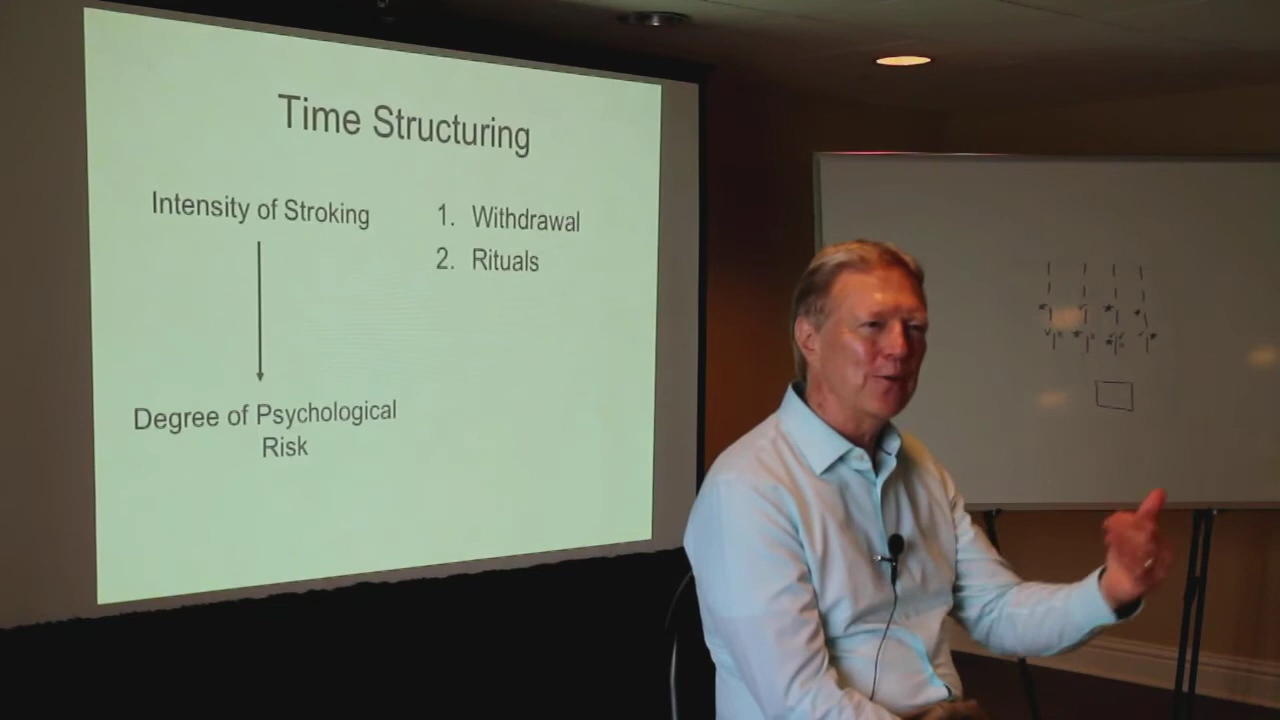 Time Structuring
Intensity of Stroking
Degree of Psychological
Risk
1. Withdrawal
2. Rituals